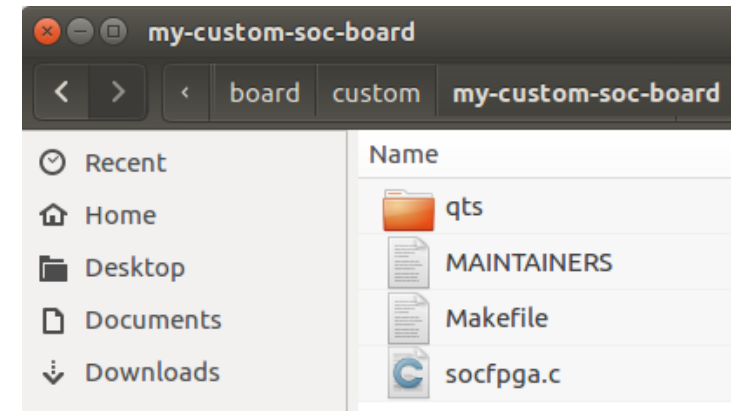 my-custom-soc-board
board custom my-custom-soc-board
Recent
Home
Desktop
Documents
Downloads
Name
qts
MAINTAINERS
Makefile
socfpga.c